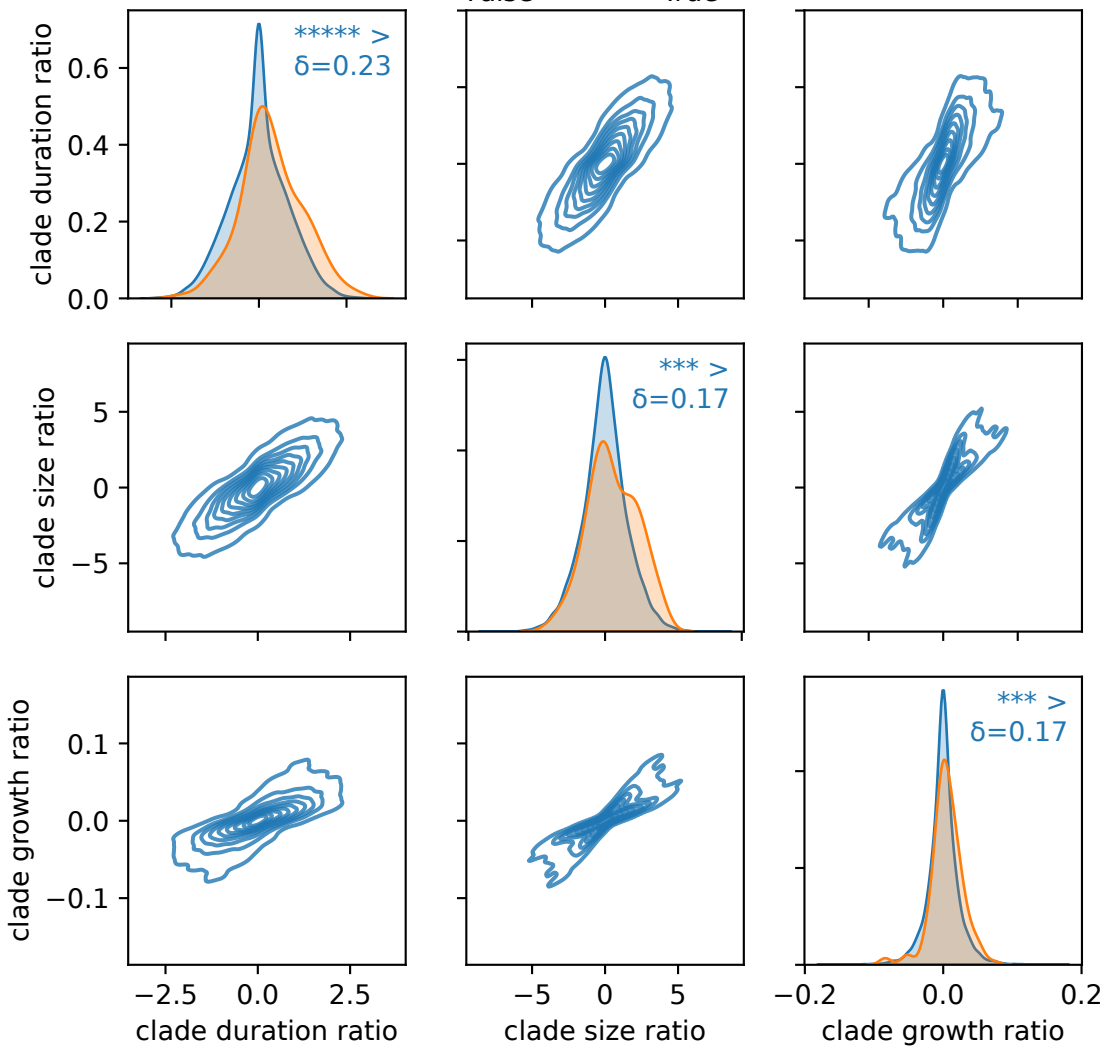 clade duration ratio
0.6
0.4
0.2
0.0
***** >
δ=0.23
clade size ratio
5
0
−5
*** >
δ=0.17
clade growth ratio
0.1
0.0
−0.1
*** >
δ=0.17
−2.5 0.0 2.5
−5 0 5
−0.2 0.0 0.2
clade duration ratio
clade size ratio
clade growth ratio